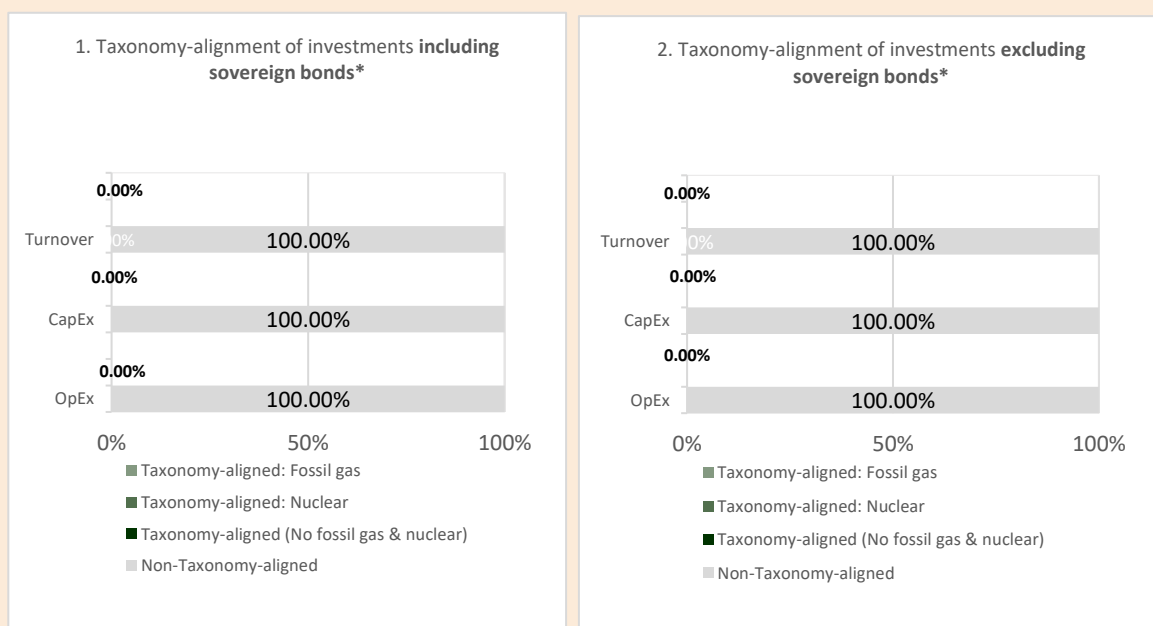 1. Taxonomy-alignment of investments including
sovereign bonds*
0.00%
Turnover 100.00%
0.00%
CapEx 100.00%
0.00%
OpEx 100.00%
0% 50% 100%
Taxonomy-aligned: Fossil gas
Taxonomy-aligned: Nuclear
Taxonomy-aligned (No fossil gas & nuclear)
Non-Taxonomy-aligned
2. Taxonomy-alignment of investments excluding
sovereign bonds*
0.00%
Turnover 100.00%
0.00%
CapEx 100.00%
0.00%
OpEx 100.00%
0% 50% 100%
Taxonomy-aligned: Fossil gas
Taxonomy-aligned: Nuclear
Taxonomy-aligned (No fossil gas & nuclear)
Non-Taxonomy-aligned